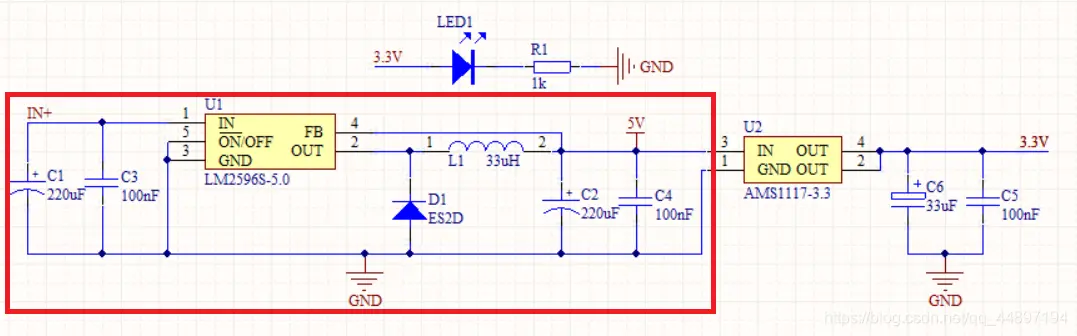 LED1
3.3V
R1
1k
GND
IN+
U1
1
IN
5
ON/OFF
3
GND
FB
4
OUT
2
LM2596S-5.0
1
2
L1
33uH
5V
C1
220uF
C3
100nF
D1
ES2D
C2
220uF
C4
100nF
GND
U2
3
IN
OUT
4
1
GND
OUT
2
AMS1117-3.3
3.3V
C6
33uF
C5
100nF
GND
https://blog.csdn.net/qq_44897194